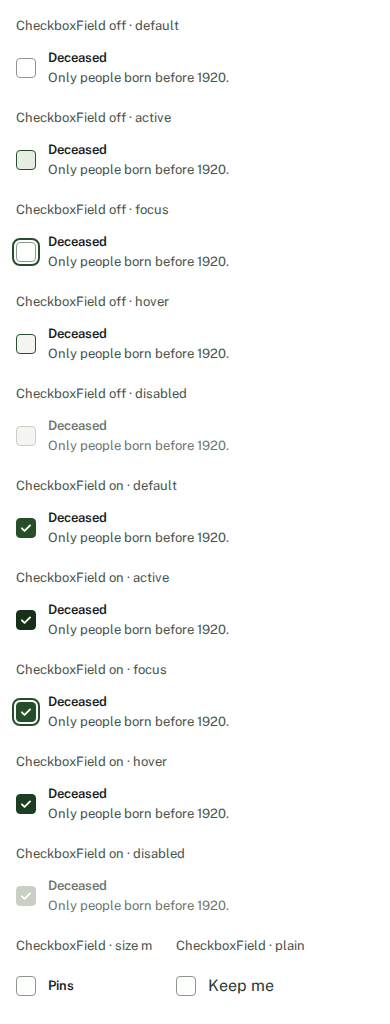 CheckboxField off · default
Deceased
Only people born before 1920.
CheckboxField off · active
Deceased
Only people born before 1920.
CheckboxField off · focus
Deceased
Only people born before 1920.
CheckboxField off · hover
Deceased
Only people born before 1920.
CheckboxField off · disabled
Deceased
Only people born before 1920.
CheckboxField on · default
Deceased
Only people born before 1920.
CheckboxField on · active
Deceased
Only people born before 1920.
CheckboxField on · focus
Deceased
Only people born before 1920.
CheckboxField on · hover
Deceased
Only people born before 1920.
CheckboxField on · disabled
Deceased
Only people born before 1920.
CheckboxField · size m
Pins
CheckboxField · plain
Keep me